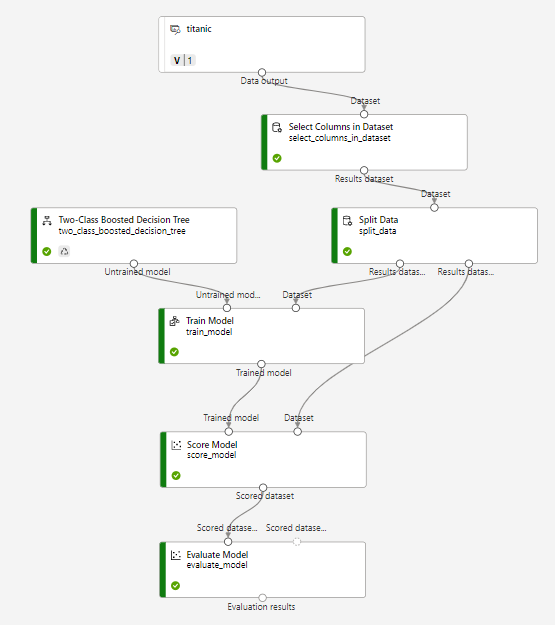 titanic
V | 1
Data output
Dataset
Select Columns in Dataset
select_columns_in_dataset
Results dataset
Dataset
Two-Class Boosted Decision Tree
two_class_boosted_decision_tree
Untrained model
Split Data
split_data
Results datas...
Results datas...
Untrained mod...
Dataset
Train Model
train_model
Trained model
Trained model
Dataset
Score Model
score_model
Scored dataset
Scored datase...
Scored datase...
Evaluate Model
evaluate_model
Evaluation results